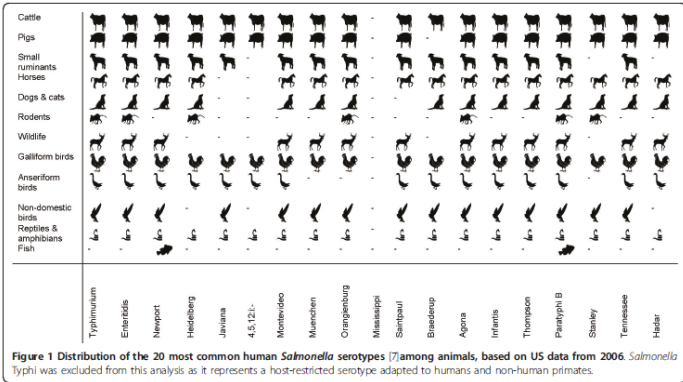 Cattle
Pigs
Small
ruminants
Horses
Dogs & cats
Rodents
Wildlife
Galliform birds
Anseriform
birds
Non-domestic
birds
Reptiles &
amphibians
Fish
Typhimurium
Enteritidis
Newport
Heidelberg
Javiana
4,5,12:i:-
Montevideo
Muenchen
Oranienburg
Mississippi
Saintpaul
Braederup
Agona
Infantis
Thompson
Paratyphi B
Stanley
Tennessee
Hadar
Figure 1 Distribution of the 20 most common human Salmonella serotypes [7]among animals, based on US data from 2006. Salmonella
Typhi was excluded from this analysis as it represents a host-restricted serotype adapted to humans and non-human primates.